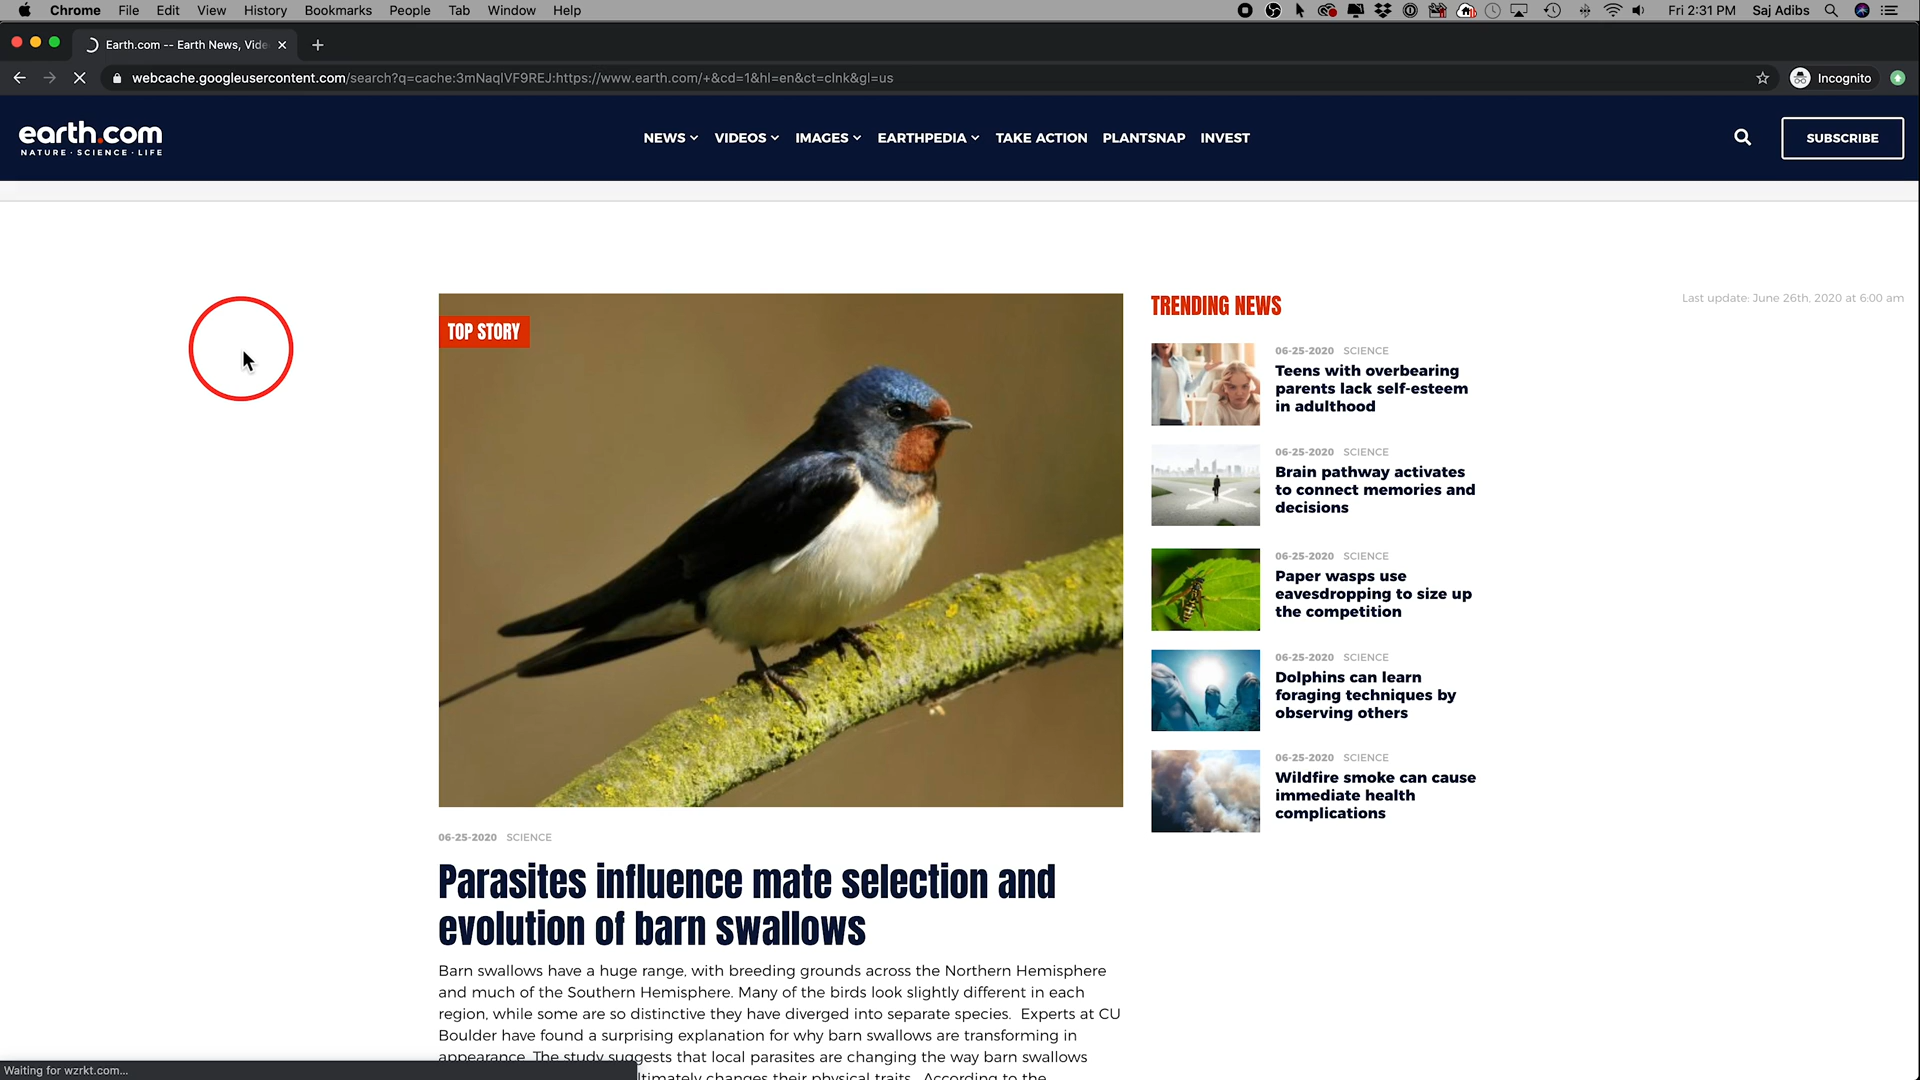 Chrome File Edit View History Bookmarks People Tab Window Help
Fri 2:31 PM Saj Adibs
Earth.com -- Earth News, Vide
webcache.googleusercontent.com/search?q=cache:3mNaqlVF9REJ:https://www.earth.com/+&cd=1&hl=en&ct=clnk&gl=us
Incognito
earth.com
NATURE · SCIENCE · LIFE
NEWS VIDEOS IMAGES EARTHPEDIA TAKE ACTION PLANTSNAP INVEST
SUBSCRIBE
TOP STORY
TRENDING NEWS
Last update: June 26th, 2020 at 6:00 am
06-25-2020 SCIENCE
Teens with overbearing
parents lack self-esteem
in adulthood
06-25-2020 SCIENCE
Brain pathway activates
to connect memories and
decisions
06-25-2020 SCIENCE
Paper wasps use
eavesdropping to size up
the competition
06-25-2020 SCIENCE
Dolphins can learn
foraging techniques by
observing others
06-25-2020 SCIENCE
Wildfire smoke can cause
immediate health
complications
06-25-2020 SCIENCE
Parasites influence mate selection and
evolution of barn swallows
Barn swallows have a huge range, with breeding grounds across the Northern Hemisphere
and much of the Southern Hemisphere. Many of the birds look slightly different in each
region, while some are so distinctive they have diverged into separate species. Experts at CU
Boulder have found a surprising explanation for why barn swallows are transforming in
appearance. The study suggests that local parasites are changing the way barn swallows
ltimately changes their physical traits. According to the
Waiting for wzrkt.com...